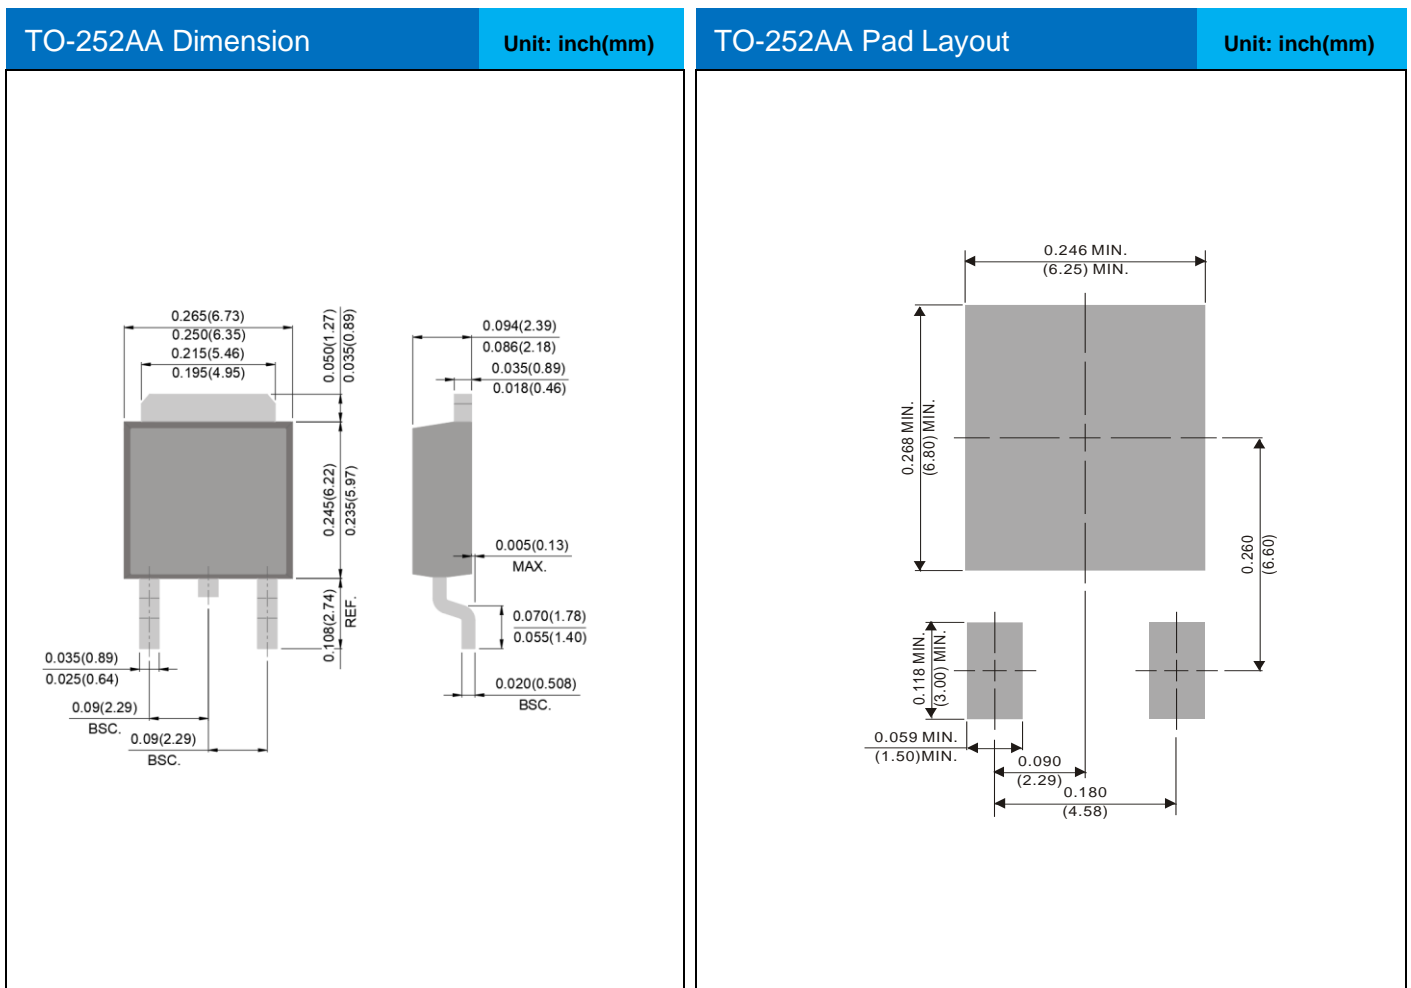 TO-252AA Dimension
Unit: inch(mm)
0.265(6.73)
0.250(6.35)
0.215(5.46)
0.195(4.95)
0.050(1.27)
0.035(0.89)
0.245(6.22)
0.235(5.97)
0.108(2.74)
REF.
0.035(0.89)
0.025(0.64)
0.09(2.29)
BSC.
0.09(2.29)
BSC.
0.094(2.39)
0.086(2.18)
0.035(0.89)
0.018(0.46)
0.005(0.13)
MAX.
0.070(1.78)
0.055(1.40)
0.020(0.508)
BSC.
TO-252AA Pad Layout
Unit: inch(mm)
0.246 MIN.
(6.25) MIN.
0.268 MIN.
(6.80) MIN.
0.260
(6.60)
0.118 MIN.
(3.00) MIN.
0.059 MIN.
(1.50)MIN.
0.090
(2.29)
0.180
(4.58)